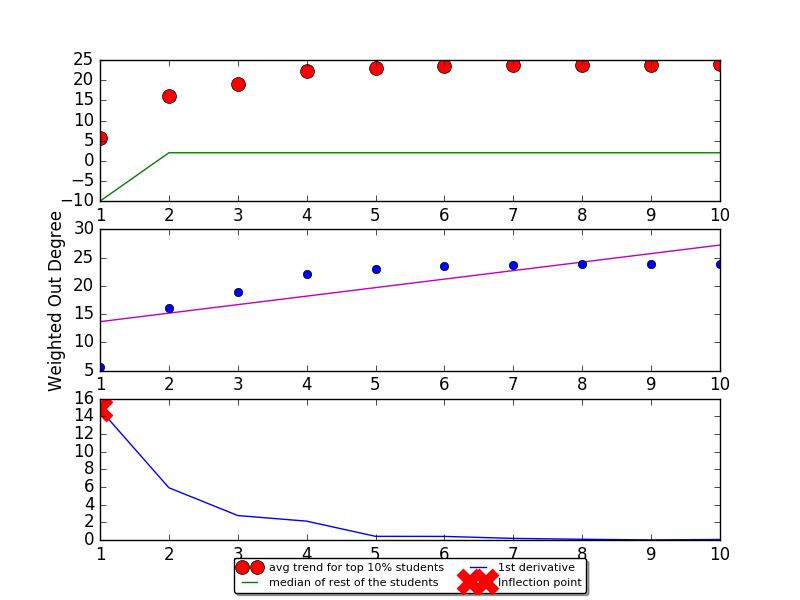 25
20
15
10
5
0
−5
−10
1 2 3 4 5 6 7 8 9 10
Weighted Out Degree
30
25
20
15
10
5
1 2 3 4 5 6 7 8 9 10
16
14
12
10
8
6
4
2
0
1 2 3 4 5 6 7 8 9 10
avg trend for top 10% students
median of rest of the students
1st derivative
Inflection point